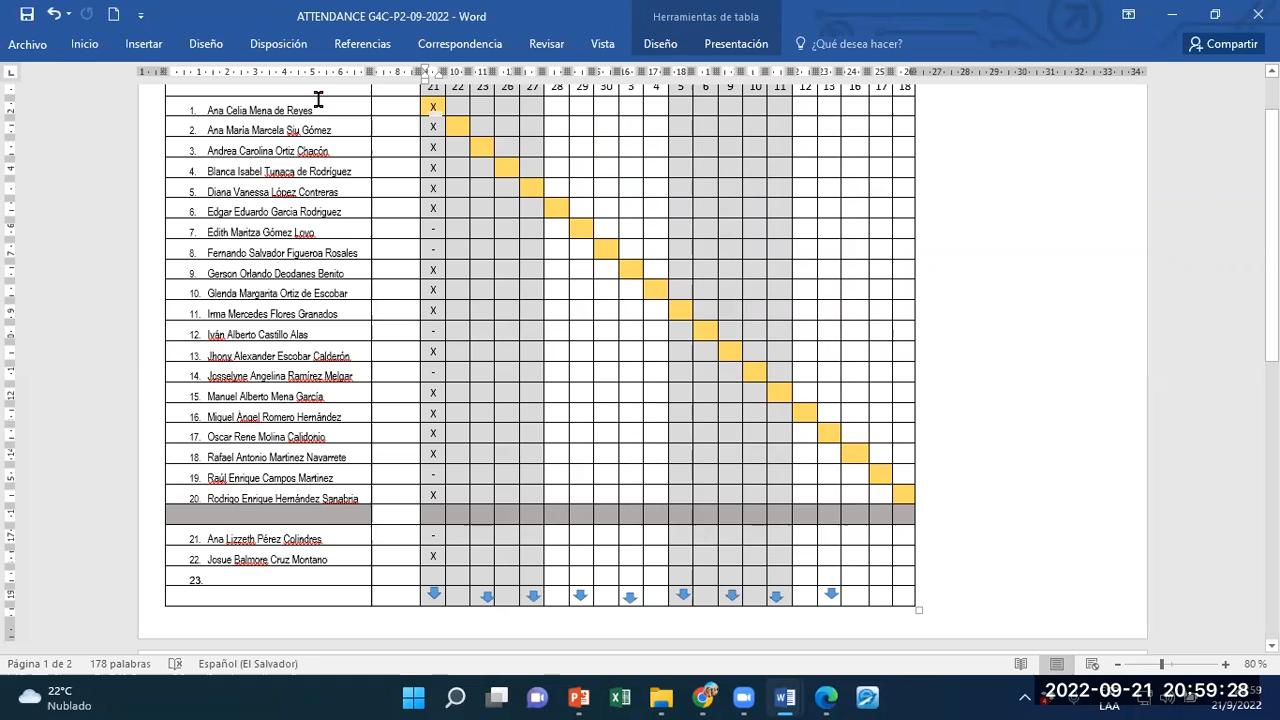 ATTENDANCE G4C-P2-09-2022 - Word
Herramientas de tabla
Archivo Inicio Insertar Diseño Disposición Referencias Correspondencia Revisar Vista Diseño Presentación ¿Qué desea hacer? Compartir
21 22 23 26 27 28 29 30 3 4 5 6 9 10 11 12 13 16 17 18
1. Ana Celia Mena de Reyes X
2. Ana María Marcela Siu Gómez X
3. Andrea Carolina Ortiz Chacón X
4. Blanca Isabel Tunaca de Rodríguez X
5. Diana Vanessa López Contreras X
6. Edgar Eduardo Garcia Rodriguez X
7. Edith Maritza Gómez Lovo -
8. Fernando Salvador Figueroa Rosales -
9. Gerson Orlando Deodanes Benito X
10. Glenda Margarita Ortiz de Escobar X
11. Irma Mercedes Flores Granados X
12. Iván Alberto Castillo Alas -
13. Jhony Alexander Escobar Calderón X
14. Josselyne Angelina Ramírez Melgar -
15. Manuel Alberto Mena García X
16. Miguel Ángel Romero Hernández X
17. Oscar Rene Molina Calidonio X
18. Rafael Antonio Martinez Navarrete X
19. Raúl Enrique Campos Martinez -
20. Rodrigo Enrique Hernández Sanabria X
21. Ana Lizzeth Pérez Colindres -
22. Josue Balmore Cruz Montano X
23.
Página 1 de 2 178 palabras Español (El Salvador) 80 %
22°C
Nublado
2022-09-21 20:59:28
LAA 21/9/2022